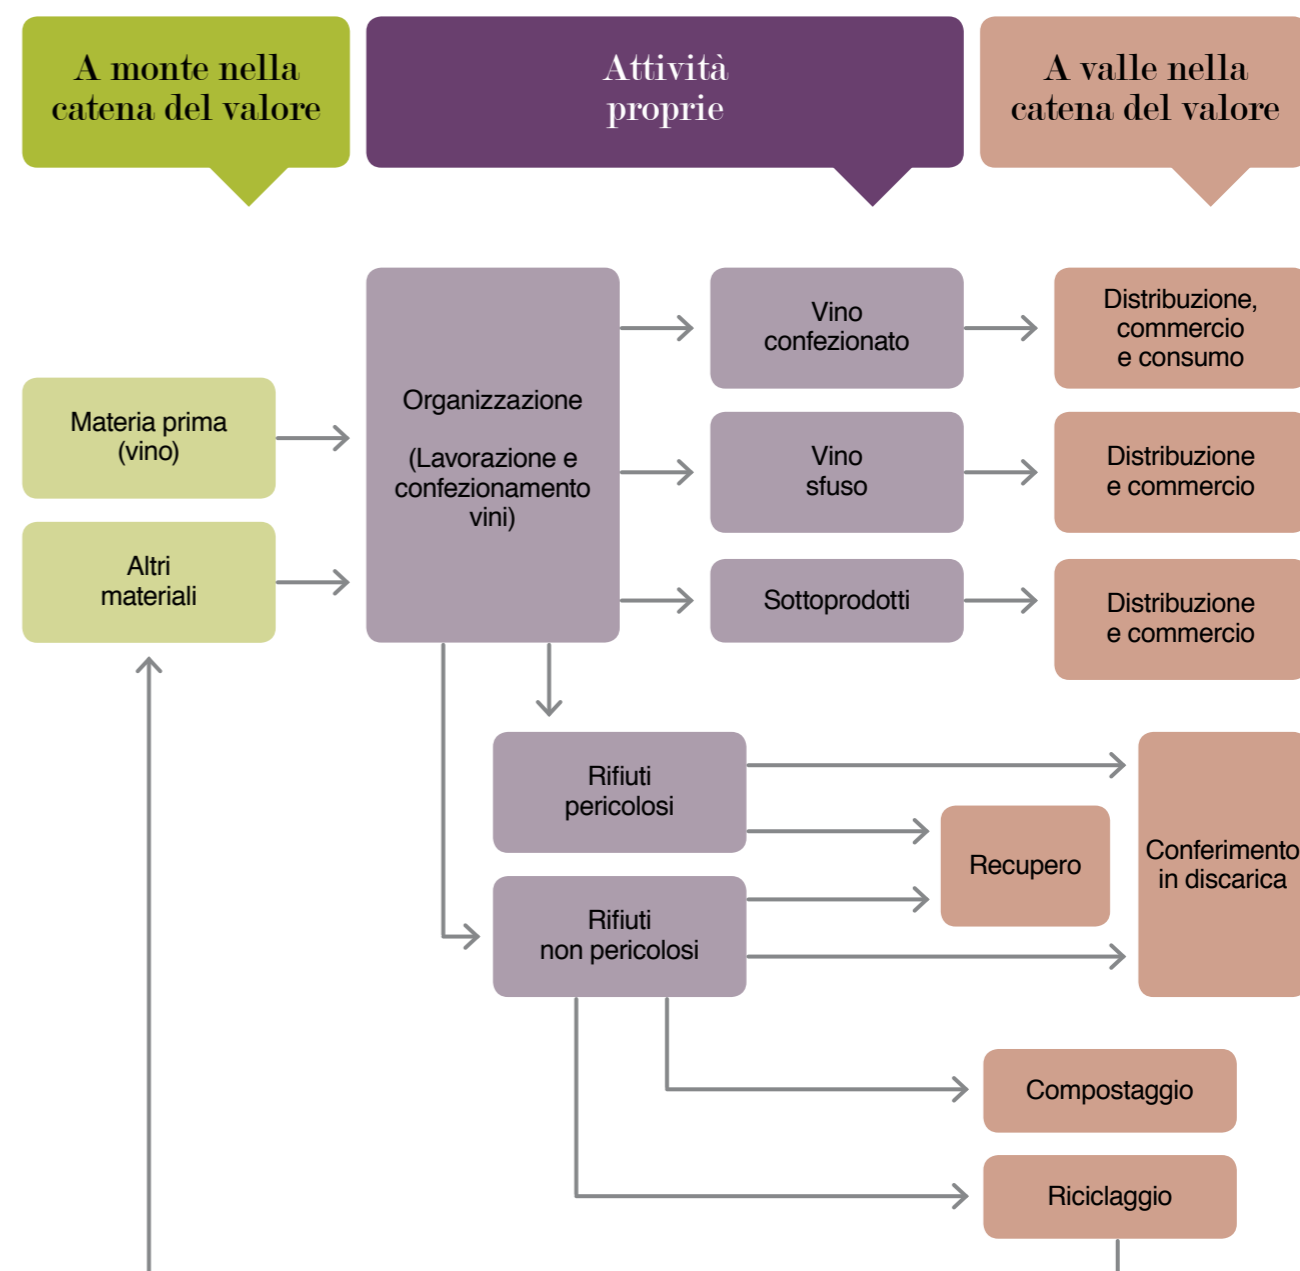 A monte nella
catena del valore
Attività
proprie
A valle nella
catena del valore
Materia prima
(vino)
Altri
materiali
Organizzazione
(Lavorazione e
confezionamento
vini)
Vino
confezionato
Vino
sfuso
Sottoprodotti
Distribuzione,
commercio
e consumo
Distribuzione
e commercio
Distribuzione
e commercio
Rifiuti
pericolosi
Rifiuti
non pericolosi
Recupero
Conferimento
in discarica
Compostaggio
Riciclaggio